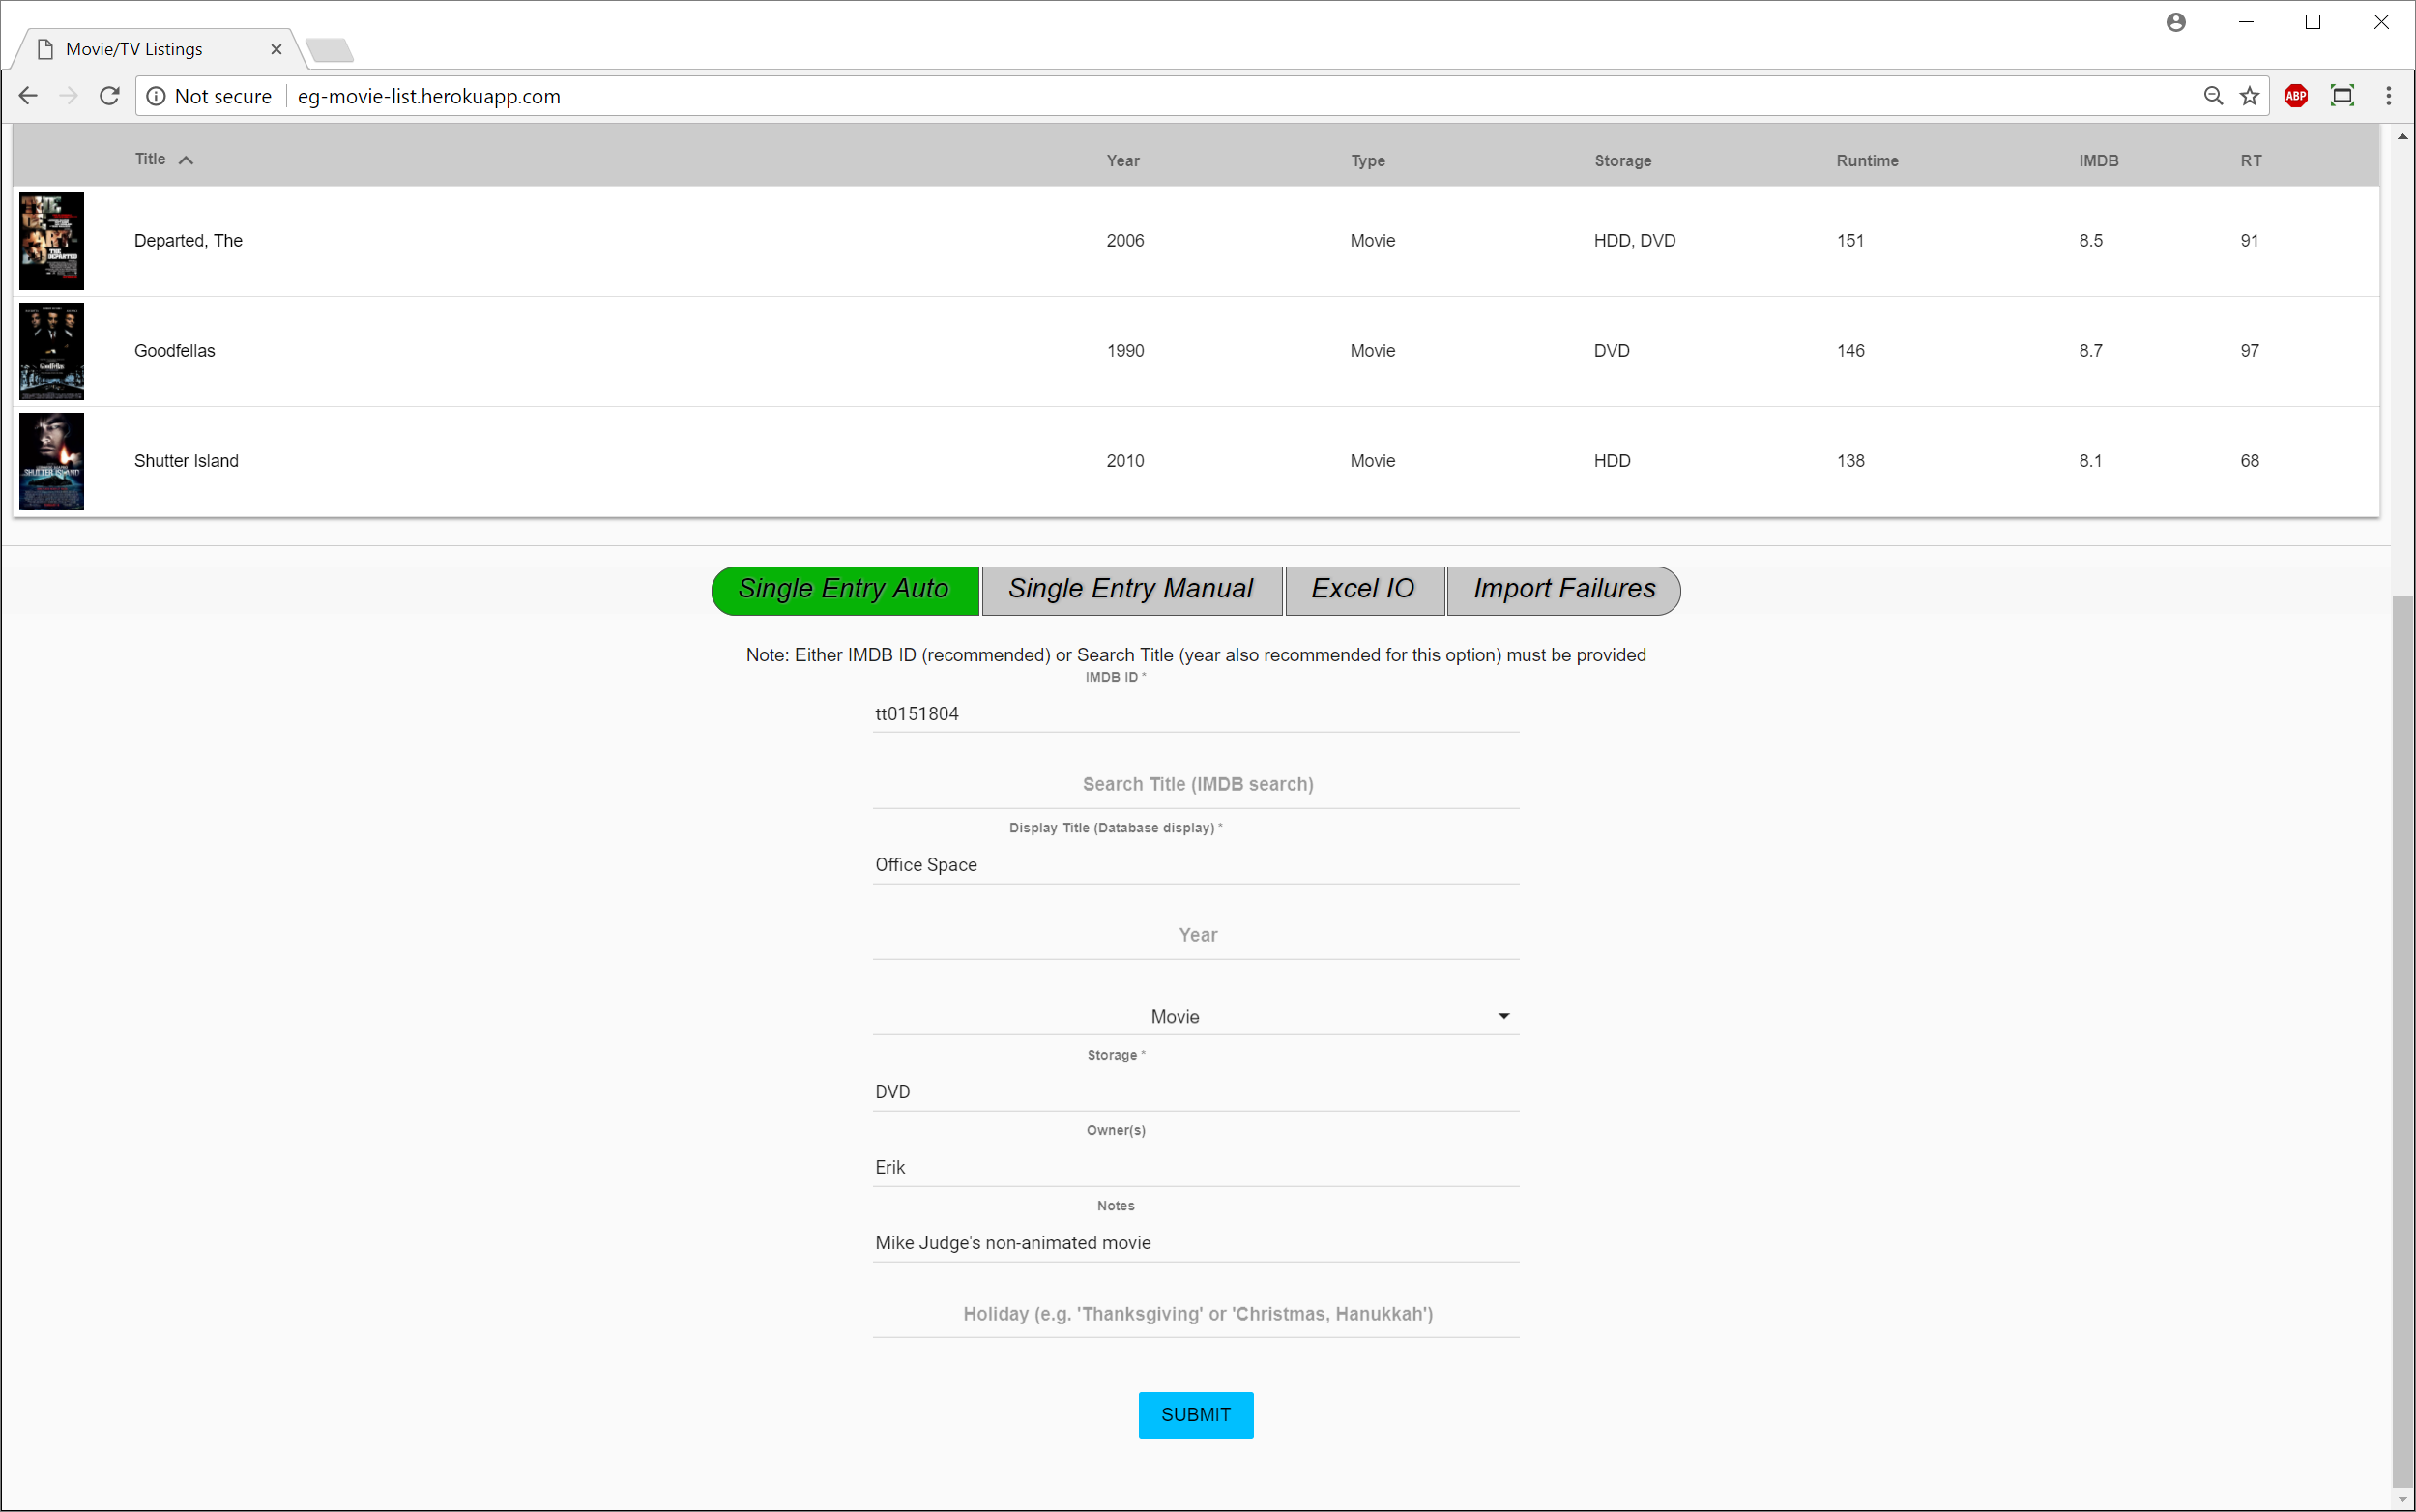 Movie/TV Listings
Not secure eg-movie-list.herokuapp.com ABP
Title Year Type Storage Runtime IMDB RT
Departed, The 2006 Movie HDD, DVD 151 8.5 91
Goodfellas 1990 Movie DVD 146 8.7 97
Shutter Island 2010 Movie HDD 138 8.1 68
Single Entry Auto Single Entry Manual Excel IO Import Failures
Note: Either IMDB ID (recommended) or Search Title (year also recommended for this option) must be provided
IMDB ID *
tt0151804
Search Title (IMDB search)
Display Title (Database display) *
Office Space
Year
Movie
Storage *
DVD
Owner(s)
Erik
Notes
Mike Judge's non-animated movie
Holiday (e.g. 'Thanksgiving' or 'Christmas, Hanukkah')
SUBMIT